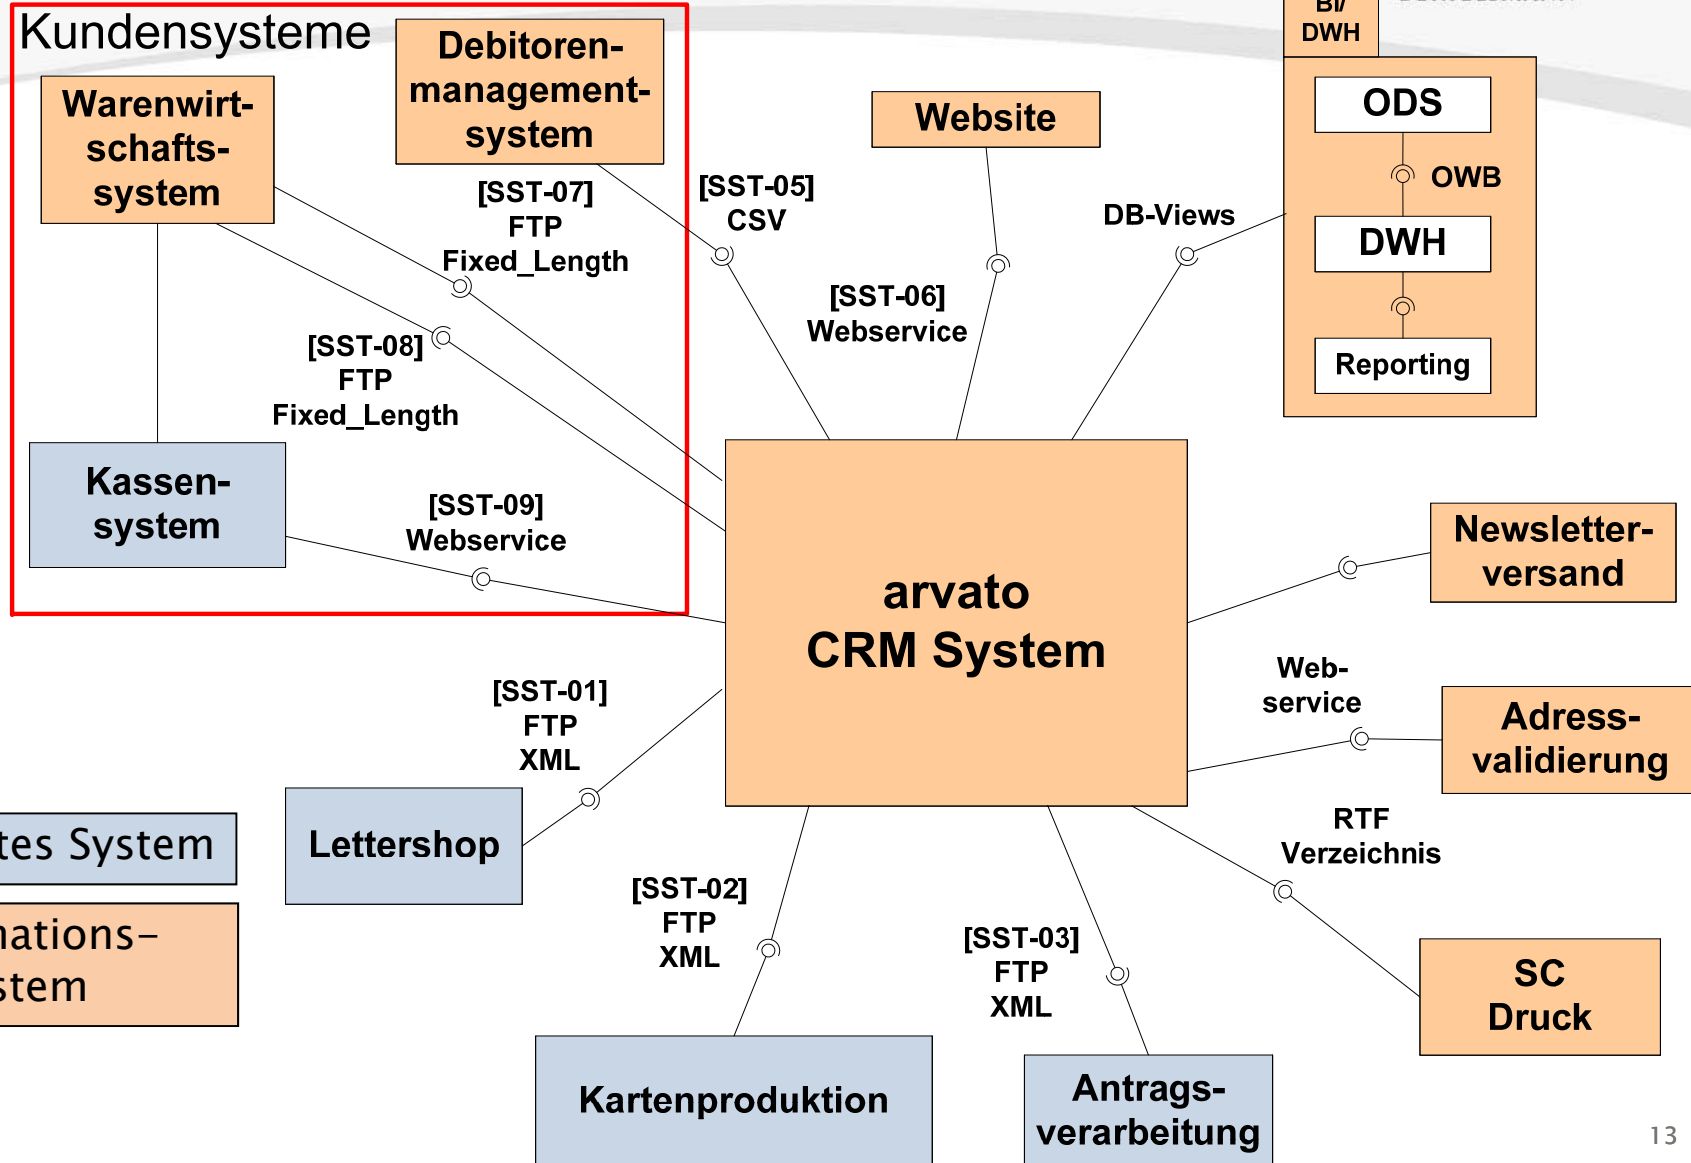 Kundensysteme
Debitoren-
management-
system
Warenwirt-
schafts-
system
Website
BI/
DWH
ODS
OWB
DWH
Reporting
DB-Views
[SST-07]
FTP
Fixed_Length
[SST-05]
CSV
[SST-06]
Webservice
[SST-08]
FTP
Fixed_Length
Kassen-
system
[SST-09]
Webservice
arvato
CRM System
Newsletter-
versand
Web-
service
Adress-
validierung
[SST-01]
FTP
XML
Lettershop
RTF
Verzeichnis
[SST-02]
FTP
XML
[SST-03]
FTP
XML
SC
Druck
Kartenproduktion
Antrags-
verarbeitung
tes System
nations-
stem
13